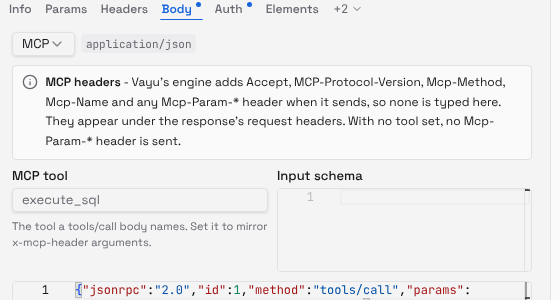 Info Params Headers Body Auth Elements +2
MCP application/json
MCP headers - Vayu's engine adds Accept, MCP-Protocol-Version, Mcp-Method,
Mcp-Name and any Mcp-Param-* header when it sends, so none is typed here.
They appear under the response's request headers. With no tool set, no Mcp-
Param-* header is sent.
MCP tool
execute_sql
The tool a tools/call body names. Set it to mirror
x-mcp-header arguments.
Input schema
1
1 {"jsonrpc":"2.0","id":1,"method":"tools/call","params":